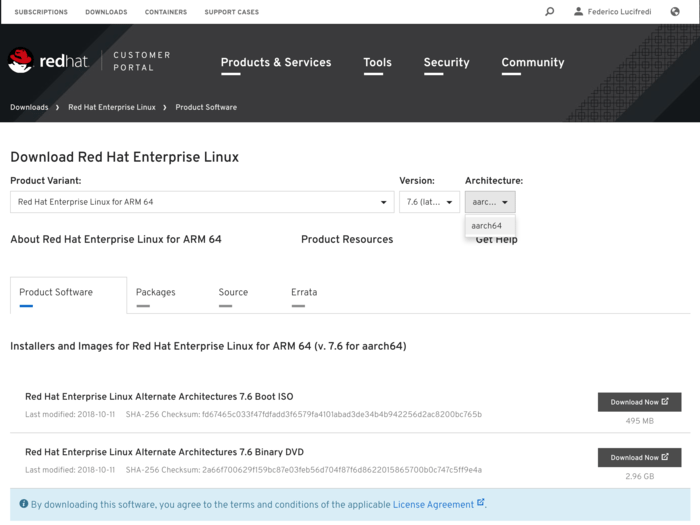 SUBSCRIPTIONS DOWNLOADS CONTAINERS SUPPORT CASES Federico Lucifredi
redhat. CUSTOMER PORTAL
Products & Services Tools Security Community
Downloads Red Hat Enterprise Linux Product Software
Download Red Hat Enterprise Linux
Product Variant: Version: Architecture:
Red Hat Enterprise Linux for ARM 64 7.6 (lat... aarc...
aarch64
About Red Hat Enterprise Linux for ARM 64 Product Resources Get Help
Product Software Packages Source Errata
Installers and Images for Red Hat Enterprise Linux for ARM 64 (v. 7.6 for aarch64)
Red Hat Enterprise Linux Alternate Architectures 7.6 Boot ISO
Download Now
Last modified: 2018-10-11 SHA-256 Checksum: fd67465c033f47fdfadd3f6579fa4101abad3de34b4b942256d2ac8200bc765b
495 MB
Red Hat Enterprise Linux Alternate Architectures 7.6 Binary DVD
Download Now
Last modified: 2018-10-11 SHA-256 Checksum: 2a66f700629f159bc87e03feb56d704f87f6d8622015865700b0c747c5ff9e4a
2.96 GB
By downloading this software, you agree to the terms and conditions of the applicable License Agreement.